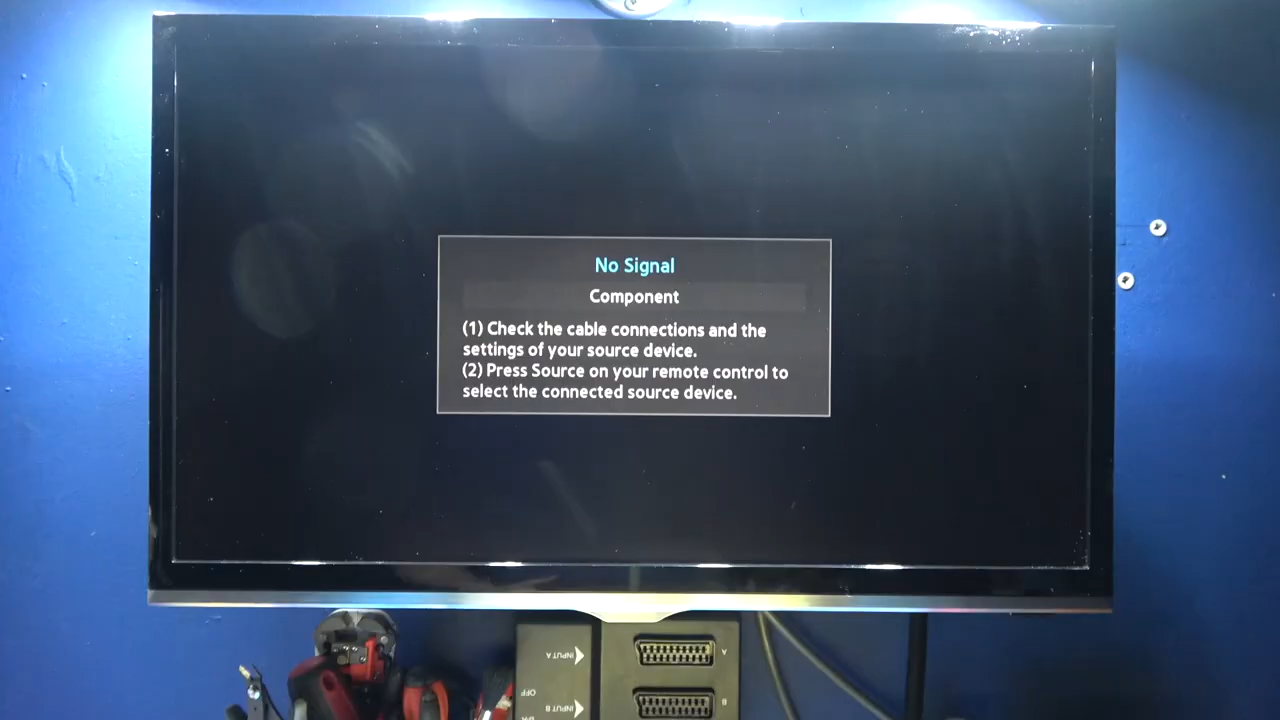 No Signal
Component
(1) Check the cable connections and the
settings of your source device.
(2) Press Source on your remote control to
select the connected source device.
INPUT A
A
OFF
INPUT B
B